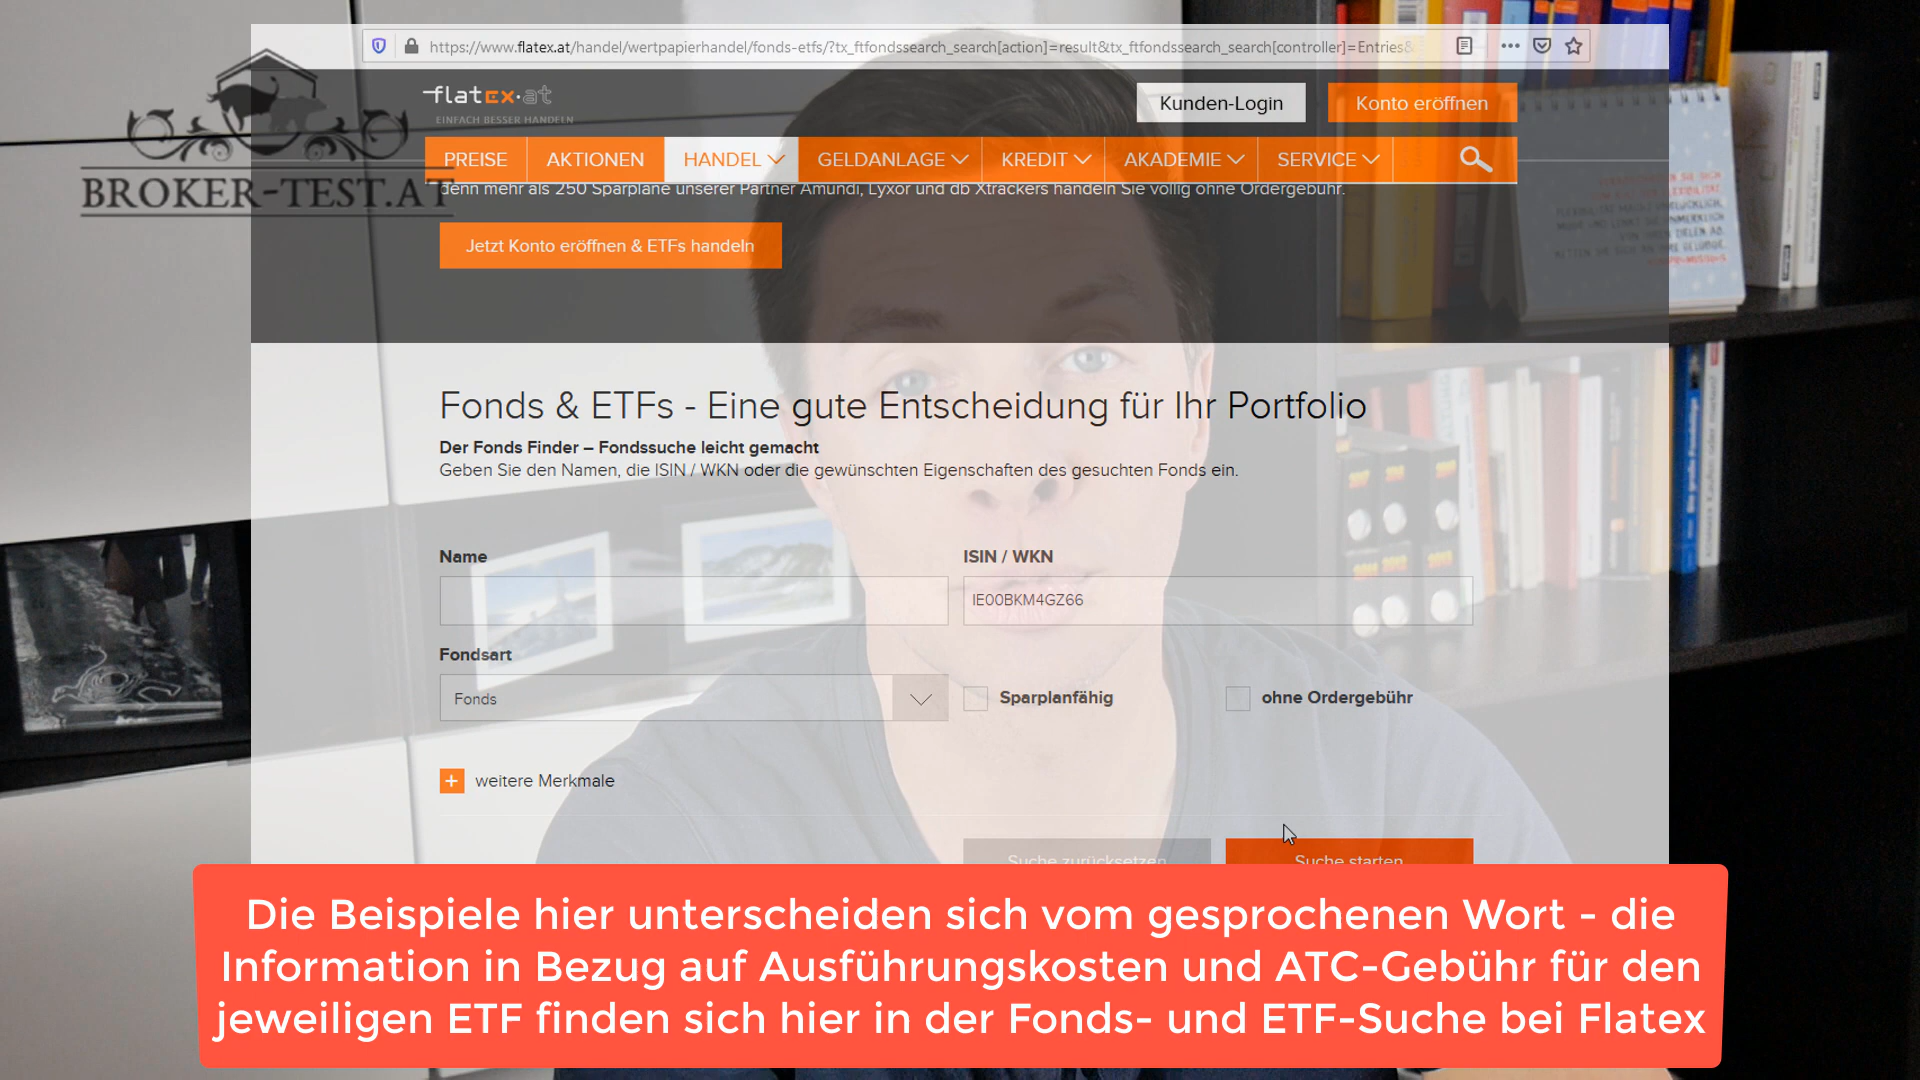 https://www.flatex.at/handel/wertpapierhandel/fonds-etfs/?tx_ftfondssearch_search[action]=result&tx_ftfondssearch_search[controller]=Entries&
flatex.at
EINFACH BESSER HANDELN
Kunden-Login
Konto eröffnen
PREISE AKTIONEN HANDEL GELDANLAGE KREDIT AKADEMIE SERVICE
BROKER-TEST.AT
denn mehr als 250 Sparpläne unserer Partner Amundi, Lyxor und db Xtrackers handeln Sie völlig ohne Ordergebühr.
Jetzt Konto eröffnen & ETFs handeln
Fonds & ETFs - Eine gute Entscheidung für Ihr Portfolio
Der Fonds Finder – Fondssuche leicht gemacht
Geben Sie den Namen, die ISIN / WKN oder die gewünschten Eigenschaften des gesuchten Fonds ein.
Name
ISIN / WKN
IE00BKM4GZ66
Fondsart
Fonds
Sparplanfähig
ohne Ordergebühr
+ weitere Merkmale
Suche zurücksetzen
Suche starten
Die Beispiele hier unterscheiden sich vom gesprochenen Wort - die
Information in Bezug auf Ausführungskosten und ATC-Gebühr für den
jeweiligen ETF finden sich hier in der Fonds- und ETF-Suche bei Flatex